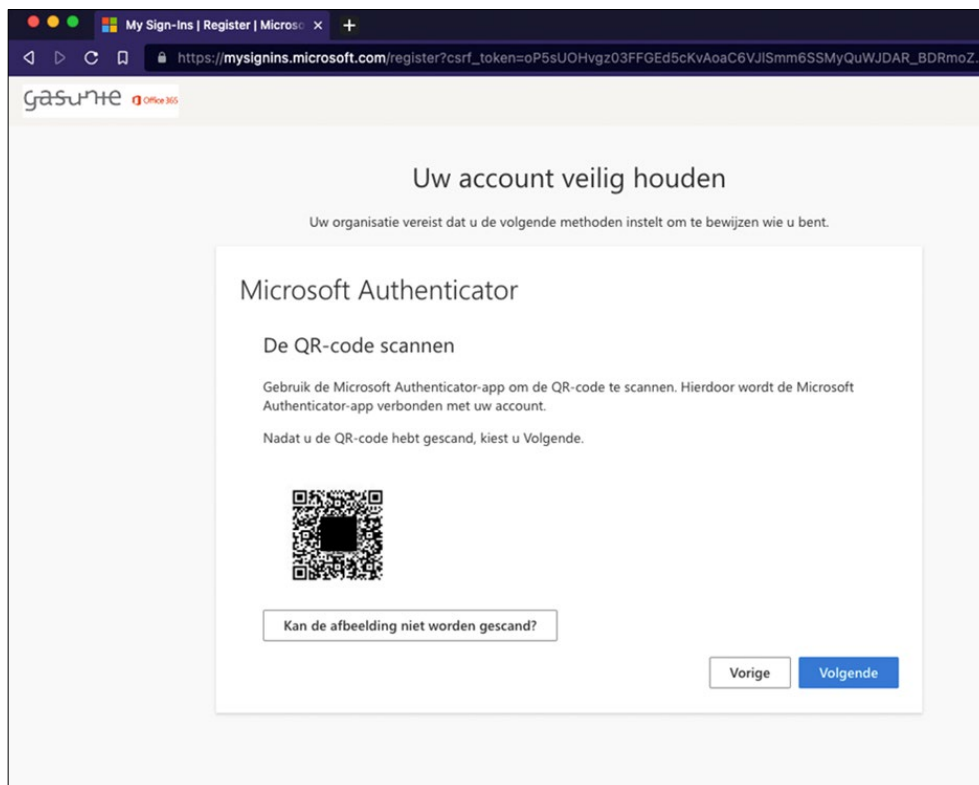 My Sign-Ins | Register | Microso
https://mysignins.microsoft.com/register?csrf_token=oP5sUOHvgz03FFGEd5cKvAoaC6VJlSmm6SSMyQuWJDAR_BDRmoZ.
gasunie Office 365
Uw account veilig houden
Uw organisatie vereist dat u de volgende methoden instelt om te bewijzen wie u bent.
Microsoft Authenticator
De QR-code scannen
Gebruik de Microsoft Authenticator-app om de QR-code te scannen. Hierdoor wordt de Microsoft
Authenticator-app verbonden met uw account.
Nadat u de QR-code hebt gescand, kiest u Volgende.
Kan de afbeelding niet worden gescand?
Vorige Volgende